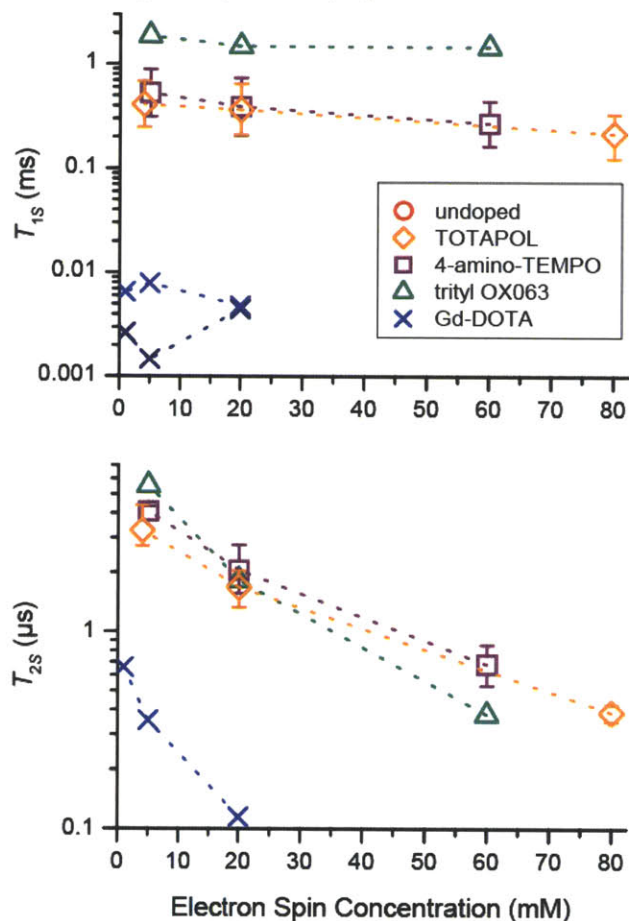 10
1
0.1
0.01
0.001
T1S (ms)
undoped
TOTAPOL
4-amino-TEMPO
trityl OX063
Gd-DOTA
0 10 20 30 40 50 60 70 80
1
0.1
T2S (μs)
0 10 20 30 40 50 60 70 80
Electron Spin Concentration (mM)